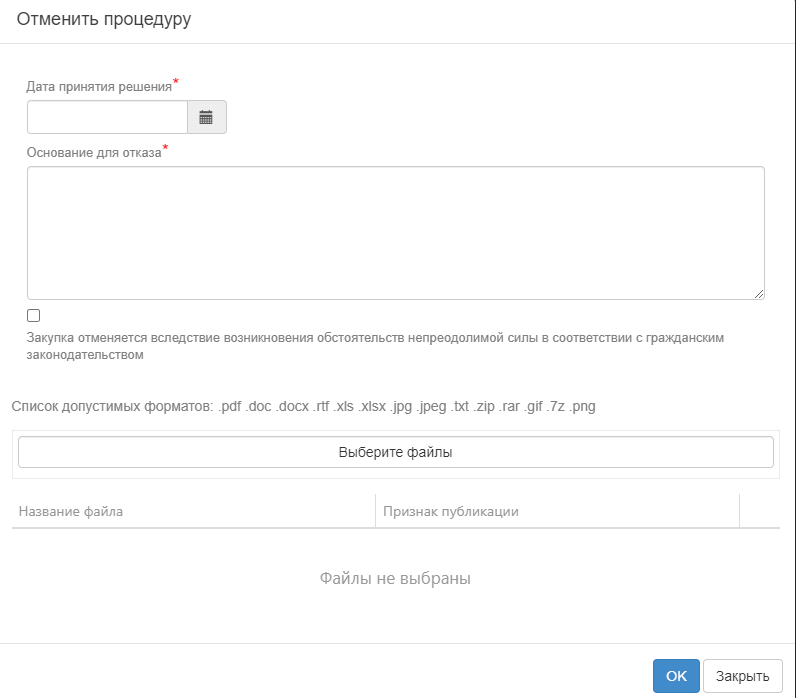 Отменить процедуру
Дата принятия решения*
Основание для отказа*
Закупка отменяется вследствие возникновения обстоятельств непреодолимой силы в соответствии с гражданским
законодательством
Список допустимых форматов: .pdf .doc .docx .rtf .xls .xlsx .jpg .jpeg .txt .zip .rar .gif .7z .png
Выберите файлы
Название файла Признак публикации
Файлы не выбраны
OK Закрыть